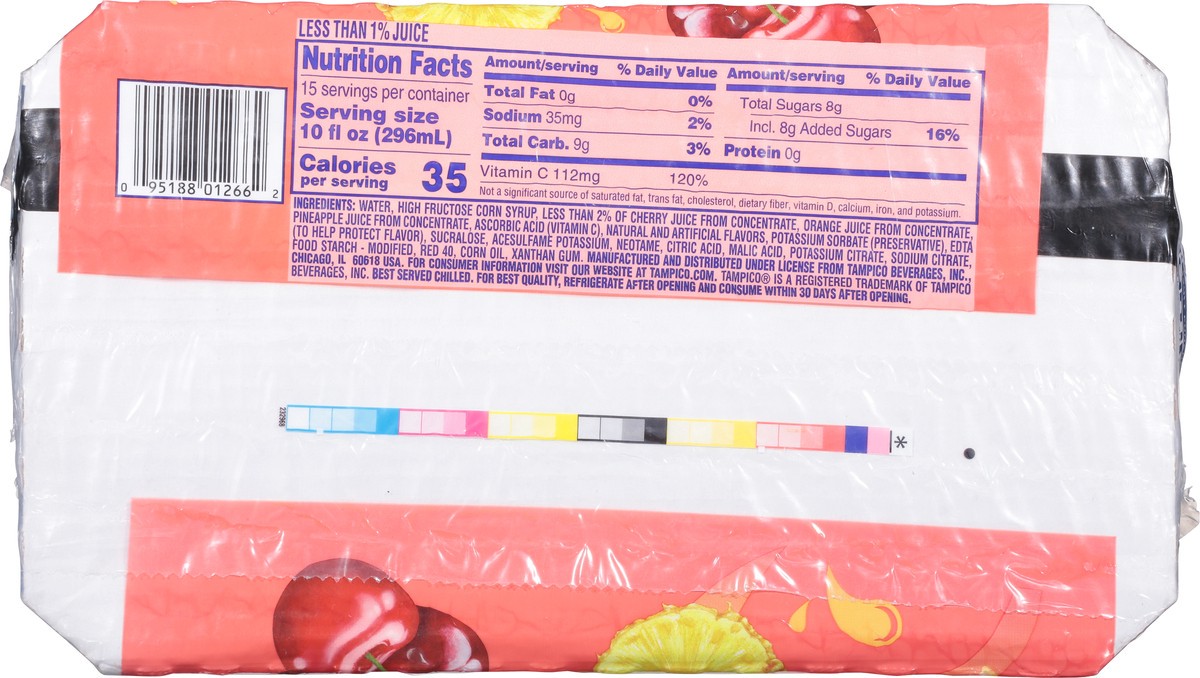 LESS THAN 1% JUICE
Nutrition Facts
15 servings per container
Serving size
10 fl oz (296mL)
Calories
per serving
35
Amount/serving % Daily Value
Total Fat 0g 0%
Sodium 35mg 2%
Total Carb. 9g 3%
Amount/serving % Daily Value
Total Sugars 8g
Incl. 8g Added Sugars 16%
Protein 0g
Vitamin C 112mg 120%
Not a significant source of saturated fat, trans fat, cholesterol, dietary fiber, vitamin D, calcium, iron, and potassium.
INGREDIENTS: WATER, HIGH FRUCTOSE CORN SYRUP, LESS THAN 2% OF CHERRY JUICE FROM CONCENTRATE, ORANGE JUICE FROM CONCENTRATE,
PINEAPPLE JUICE FROM CONCENTRATE, ASCORBIC ACID (VITAMIN C), NATURAL AND ARTIFICIAL FLAVORS, POTASSIUM SORBATE (PRESERVATIVE), EDTA
(TO HELP PROTECT FLAVOR), SUCRALOSE, ACESULFAME POTASSIUM, NEOTAME, CITRIC ACID, MALIC ACID, POTASSIUM CITRATE, SODIUM CITRATE,
FOOD STARCH - MODIFIED, RED 40, CORN OIL, XANTHAN GUM. MANUFACTURED AND DISTRIBUTED UNDER LICENSE FROM TAMPICO BEVERAGES, INC.,
CHICAGO, IL 60618 USA. FOR CONSUMER INFORMATION VISIT OUR WEBSITE AT TAMPICO.COM. TAMPICO® IS A REGISTERED TRADEMARK OF TAMPICO
BEVERAGES, INC. BEST SERVED CHILLED. FOR BEST QUALITY, REFRIGERATE AFTER OPENING AND CONSUME WITHIN 30 DAYS AFTER OPENING.
0 95188 01266 2
232968
*